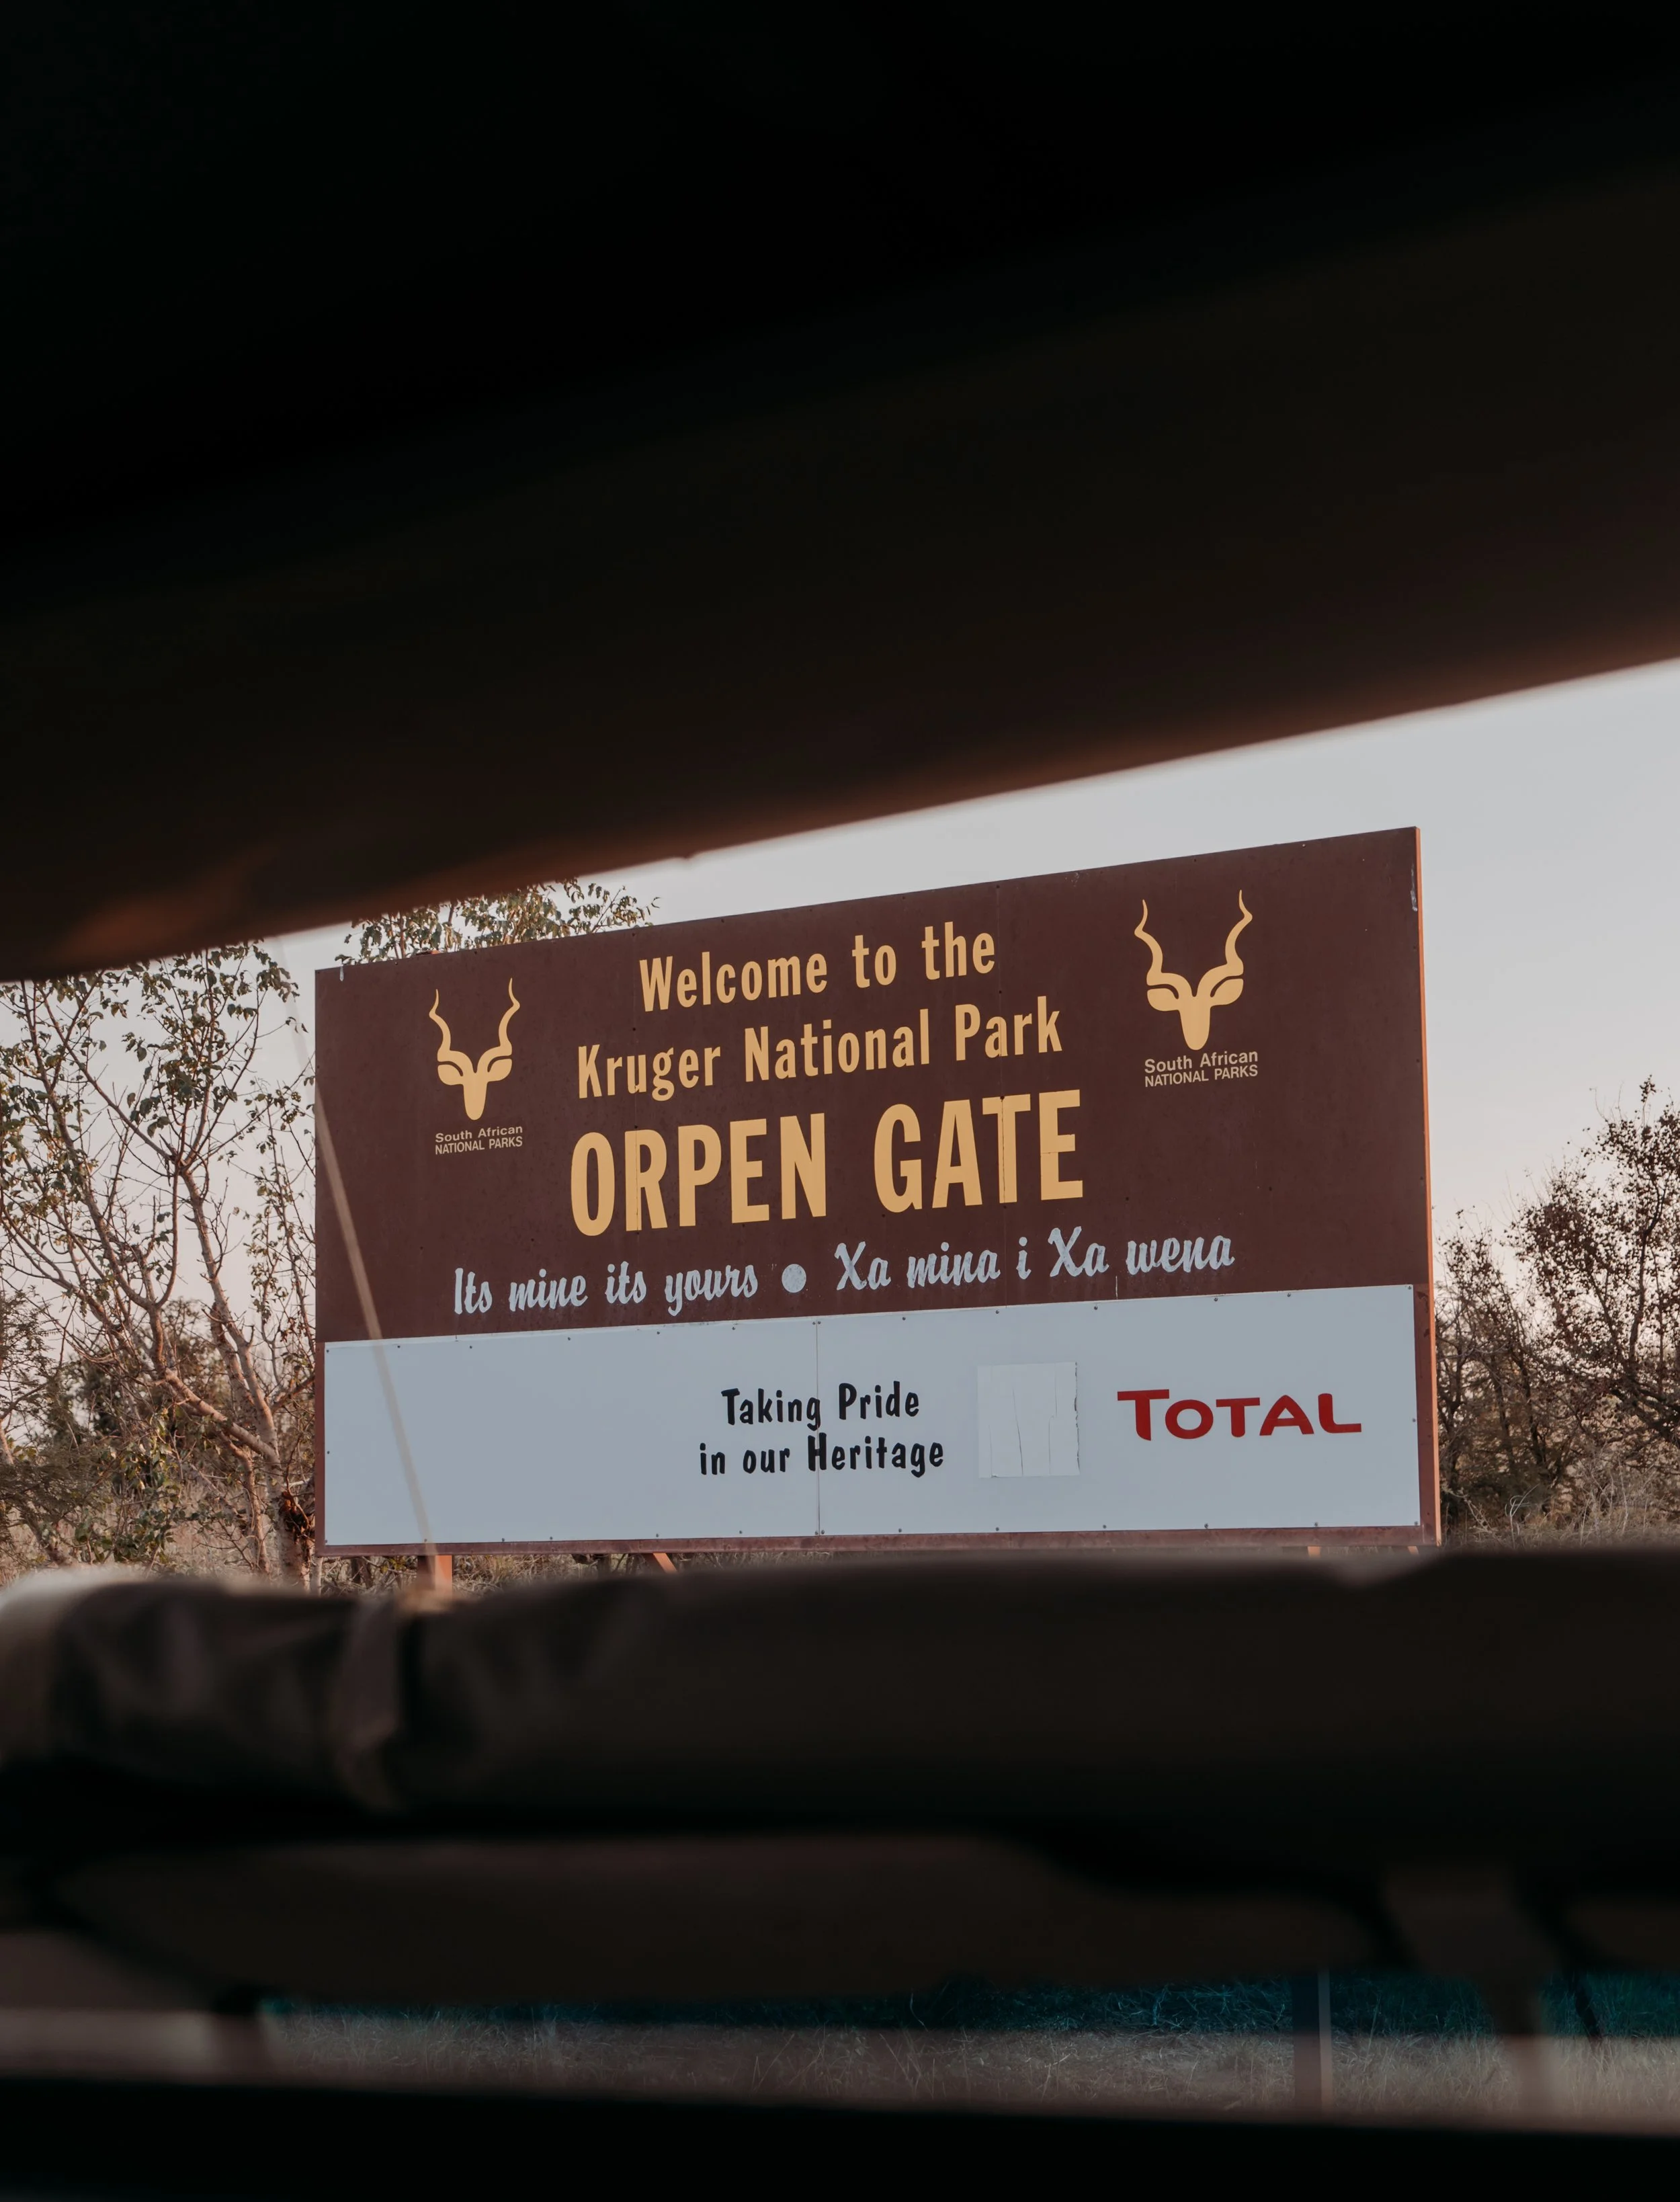 Welcome to the
Kruger National Park
ORPEN GATE
South African
NATIONAL PARKS
South African
NATIONAL PARKS
Its mine its yours ● Xa mina i Xa wena
Taking Pride
in our Heritage
TOTAL